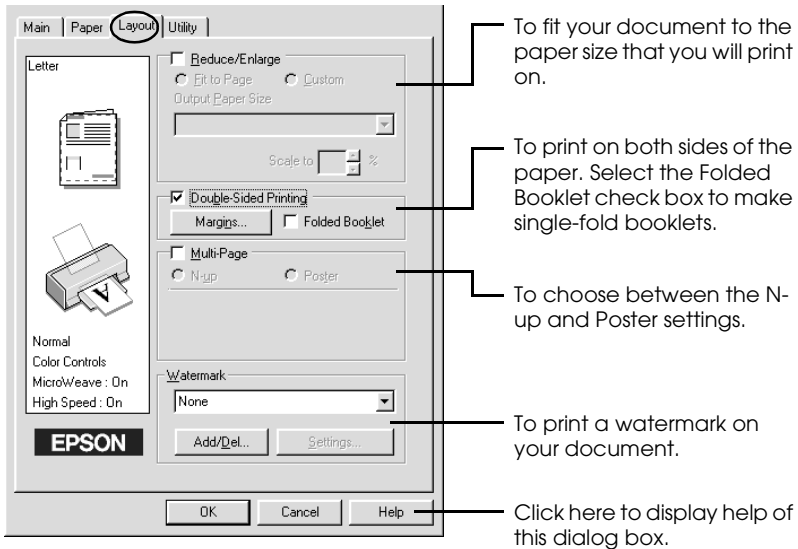 Main Paper Layout Utility
Letter
Normal
Color Controls
MicroWeave : On
High Speed : On
EPSON
Reduce/Enlarge
Fit to Page Custom
Output Paper Size
Scale to %
Double-Sided Printing
Margins... Folded Booklet
Multi-Page
N-up Poster
Watermark
None
Add/Del... Settings...
OK Cancel Help
To fit your document to the
paper size that you will print
on.
To print on both sides of the
paper. Select the Folded
Booklet check box to make
single-fold booklets.
To choose between the N-
up and Poster settings.
To print a watermark on
your document.
Click here to display help of
this dialog box.